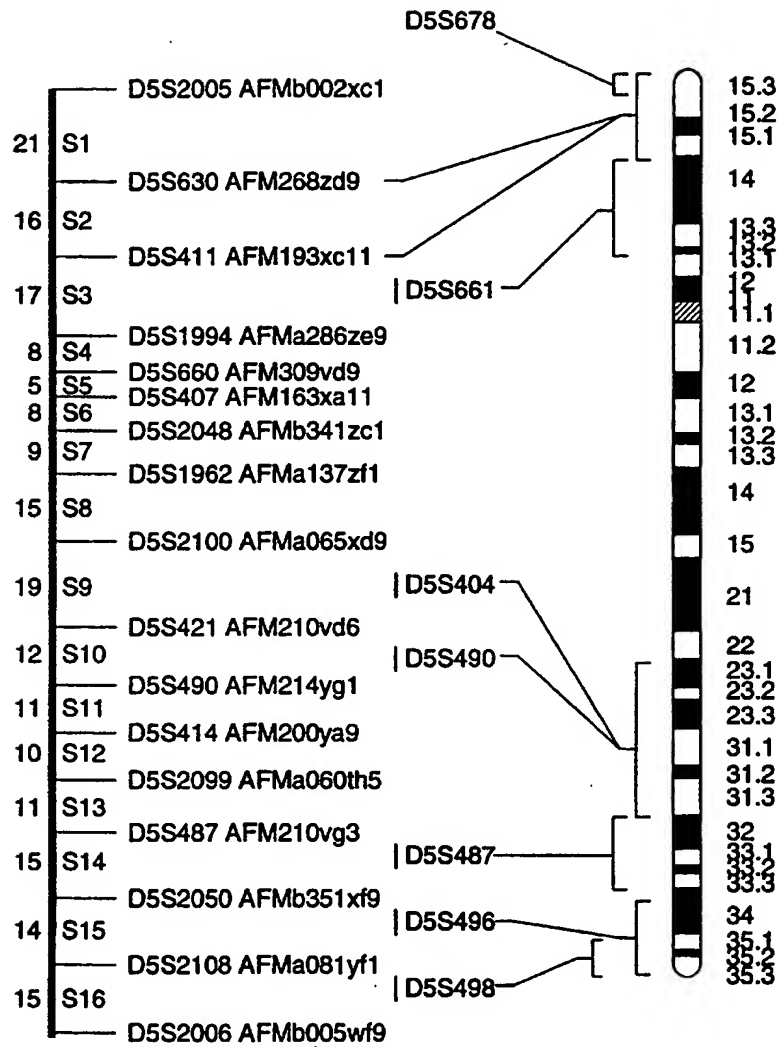 D5S678
D5S2005 AFMb002xc1
21 S1
D5S630 AFM268zd9
16 S2
D5S411 AFM193xc11
17 S3
D5S661
D5S1994 AFMa286ze9
8 S4
D5S660 AFM309vd9
5 S5
D5S407 AFM163xa11
8 S6
D5S2048 AFMb341zc1
9 S7
D5S1962 AFMa137zf1
15 S8
D5S2100 AFMa065xd9
19 S9
D5S404
D5S421 AFM210vd6
12 S10
D5S490
D5S490 AFM214yg1
11 S11
D5S414 AFM200ya9
10 S12
D5S2099 AFMa060th5
11 S13
D5S487 AFM210vg3
15 S14
D5S487
D5S2050 AFMb351xf9
14 S15
D5S496
D5S2108 AFMa081yf1
15 S16
D5S498
D5S2006 AFMb005wf9
15.3
15.2
15.1
14
13.3
13.2
13.1
12
11
11.1
11.2
12
13.1
13.2
13.3
14
15
21
22
23.1
23.2
23.3
31.1
31.2
31.3
32
33.1
33.2
33.3
34
35.1
35.2
35.3